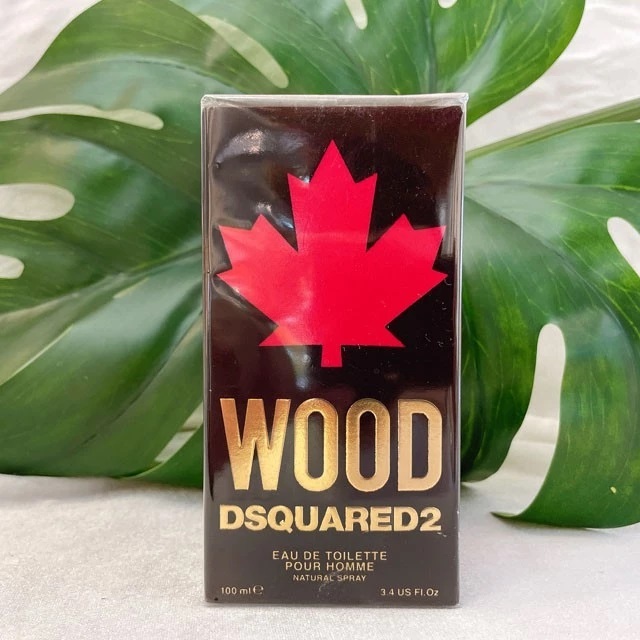 WOOD
DSQUARED2
EAU DE TOILETTE
POUR HOMME
NATURAL SPRAY
100 ml ℮ 3.4 US Fl.Oz